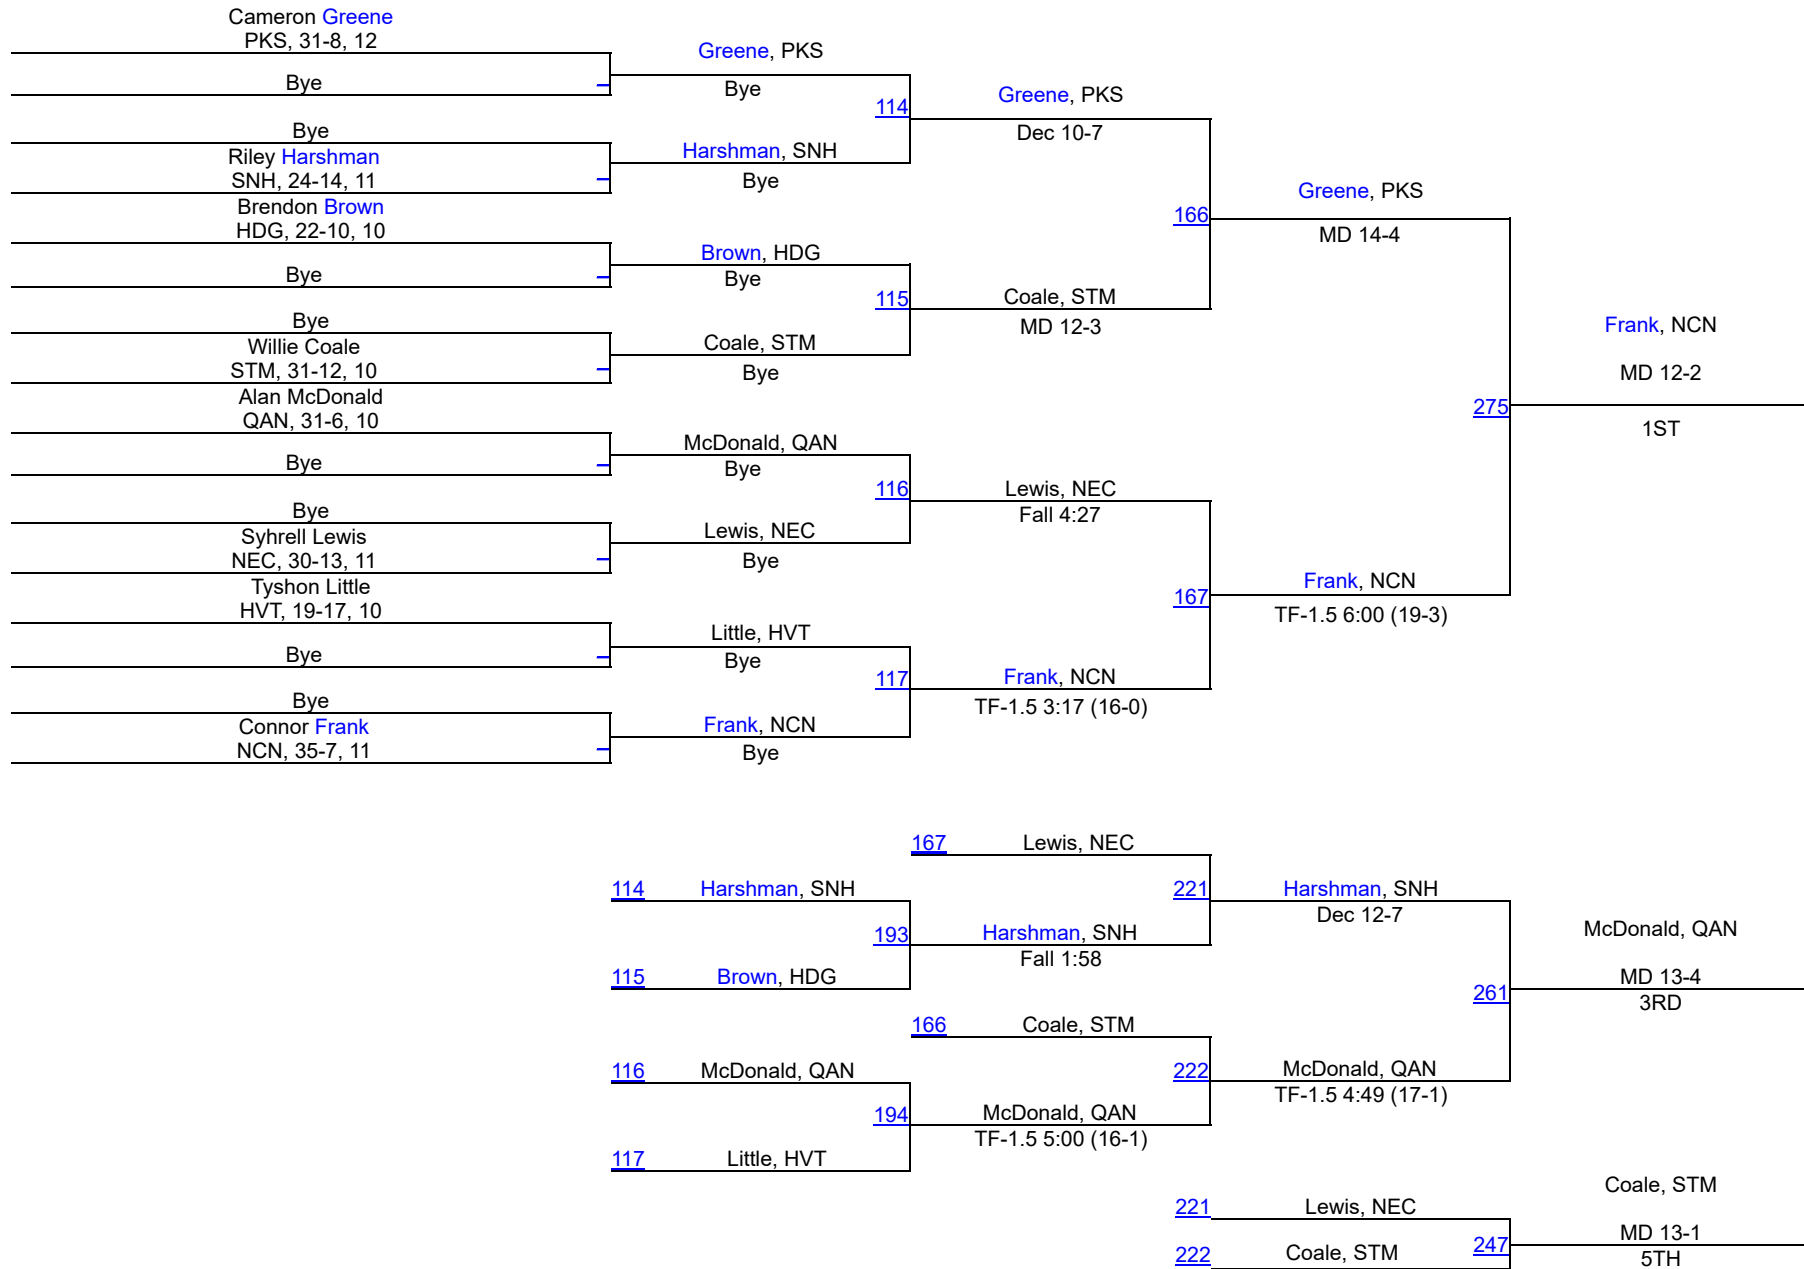 Cameron Greene
PKS, 31-8, 12
Bye
Bye
Riley Harshman
SNH, 24-14, 11
Brendon Brown
HDG, 22-10, 10
Bye
Bye
Willie Coale
STM, 31-12, 10
Alan McDonald
QAN, 31-6, 10
Bye
Bye
Syhrell Lewis
NEC, 30-13, 11
Tyshon Little
HVT, 19-17, 10
Bye
Bye
Connor Frank
NCN, 35-7, 11
Greene, PKS
Bye
114
Harshman, SNH
Bye
Brown, HDG
Bye
115
Coale, STM
Bye
McDonald, QAN
Bye
116
Lewis, NEC
Bye
Little, HVT
Bye
117
Frank, NCN
Bye
Greene, PKS
Dec 10-7
166
Coale, STM
MD 12-3
Lewis, NEC
Fall 4:27
167
Frank, NCN
TF-1.5 3:17 (16-0)
Greene, PKS
MD 14-4
275
Frank, NCN
TF-1.5 6:00 (19-3)
Frank, NCN
MD 12-2
1ST
167 Lewis, NEC
114 Harshman, SNH
193
115 Brown, HDG
221
Harshman, SNH
Fall 1:58
166 Coale, STM
116 McDonald, QAN
194
117 Little, HVT
222
McDonald, QAN
TF-1.5 5:00 (16-1)
Harshman, SNH
Dec 12-7
261
McDonald, QAN
TF-1.5 4:49 (17-1)
McDonald, QAN
MD 13-4
3RD
221 Lewis, NEC
222 Coale, STM
247
Coale, STM
MD 13-1
5TH